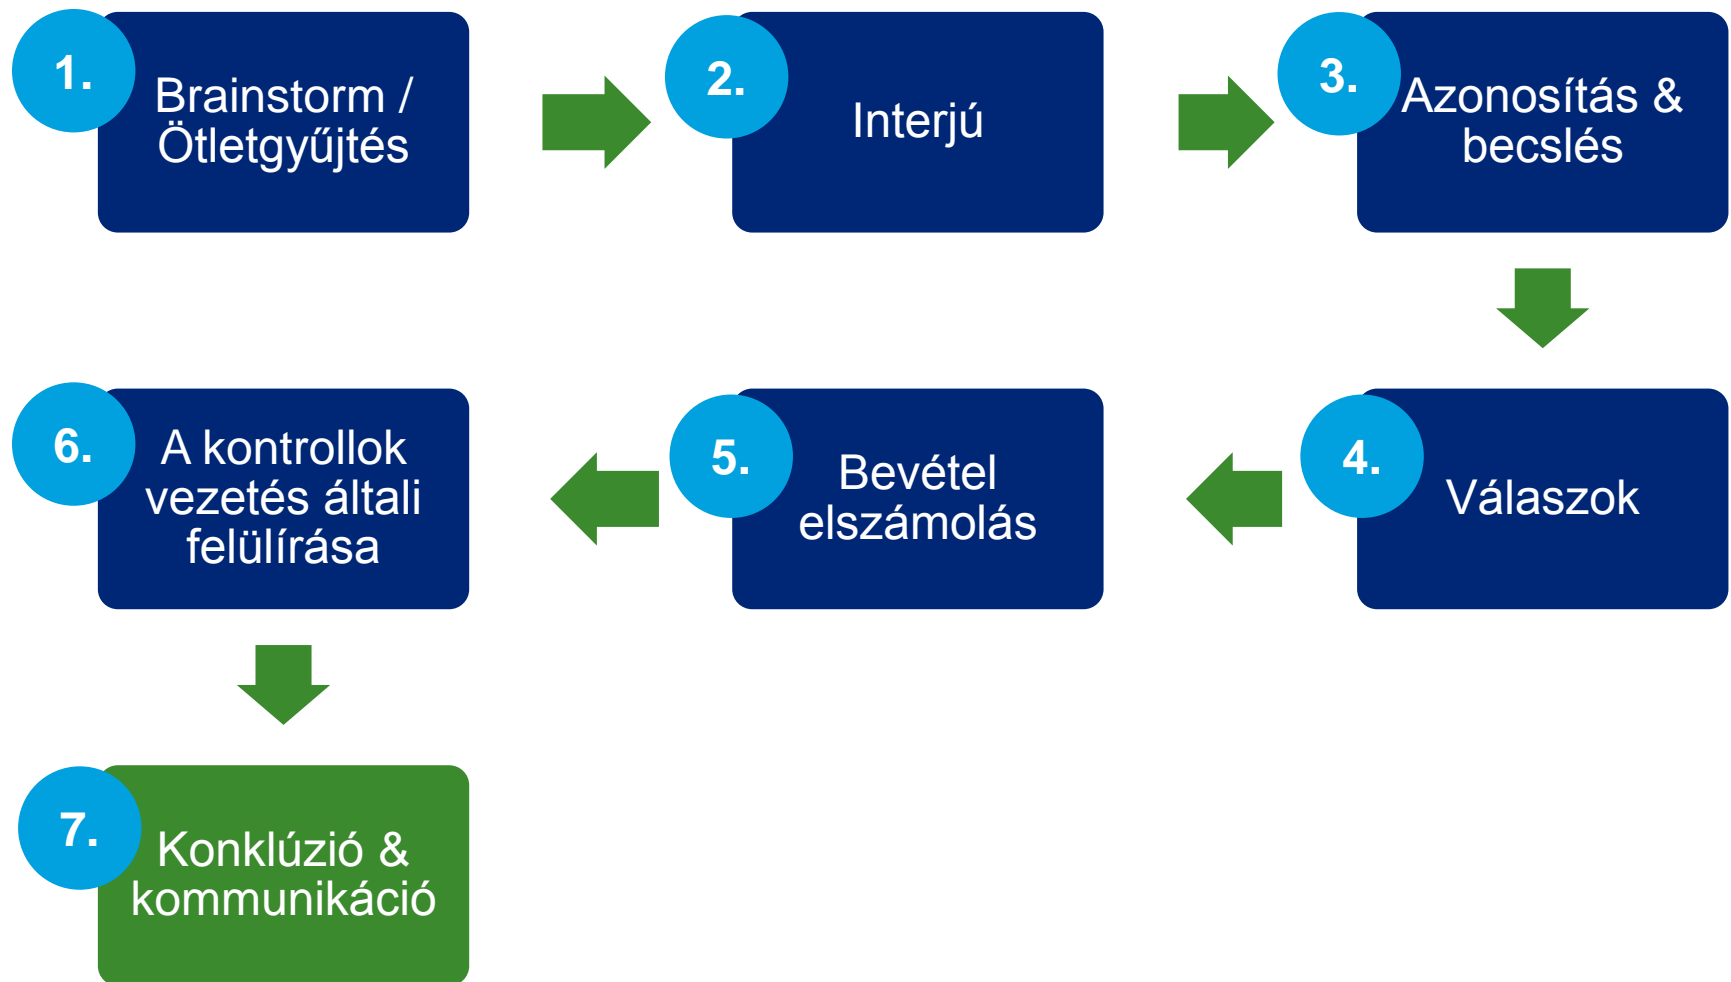 1.
Brainstorm /
Ötletgyűjtés
2.
Interjú
3.
Azonosítás &
becslés
4.
Válaszok
5.
Bevétel
elszámolás
6.
A kontrollok
vezetés általi
felülírása
7.
Konklúzió &
kommunikáció